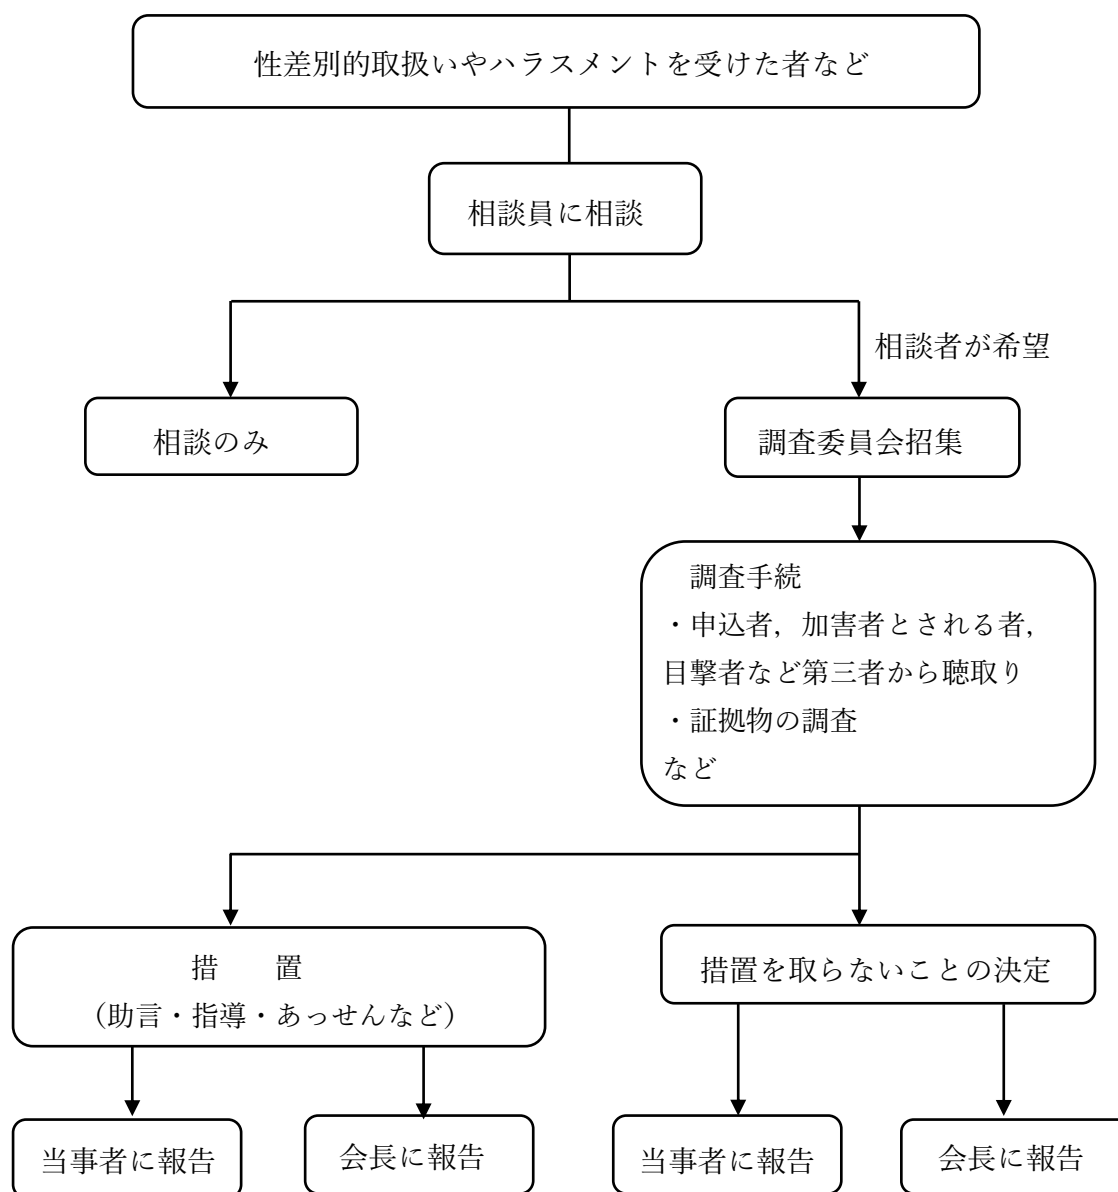 性差別的取扱いやハラスメントを受けた者など
相談員に相談
相談者が希望
相談のみ
調査委員会招集
調査手続
・申込者，加害者とされる者，
目撃者など第三者から聴取り
・証拠物の調査
など
措　　置
（助言・指導・あっせんなど）
措置を取らないことの決定
当事者に報告
会長に報告
当事者に報告
会長に報告